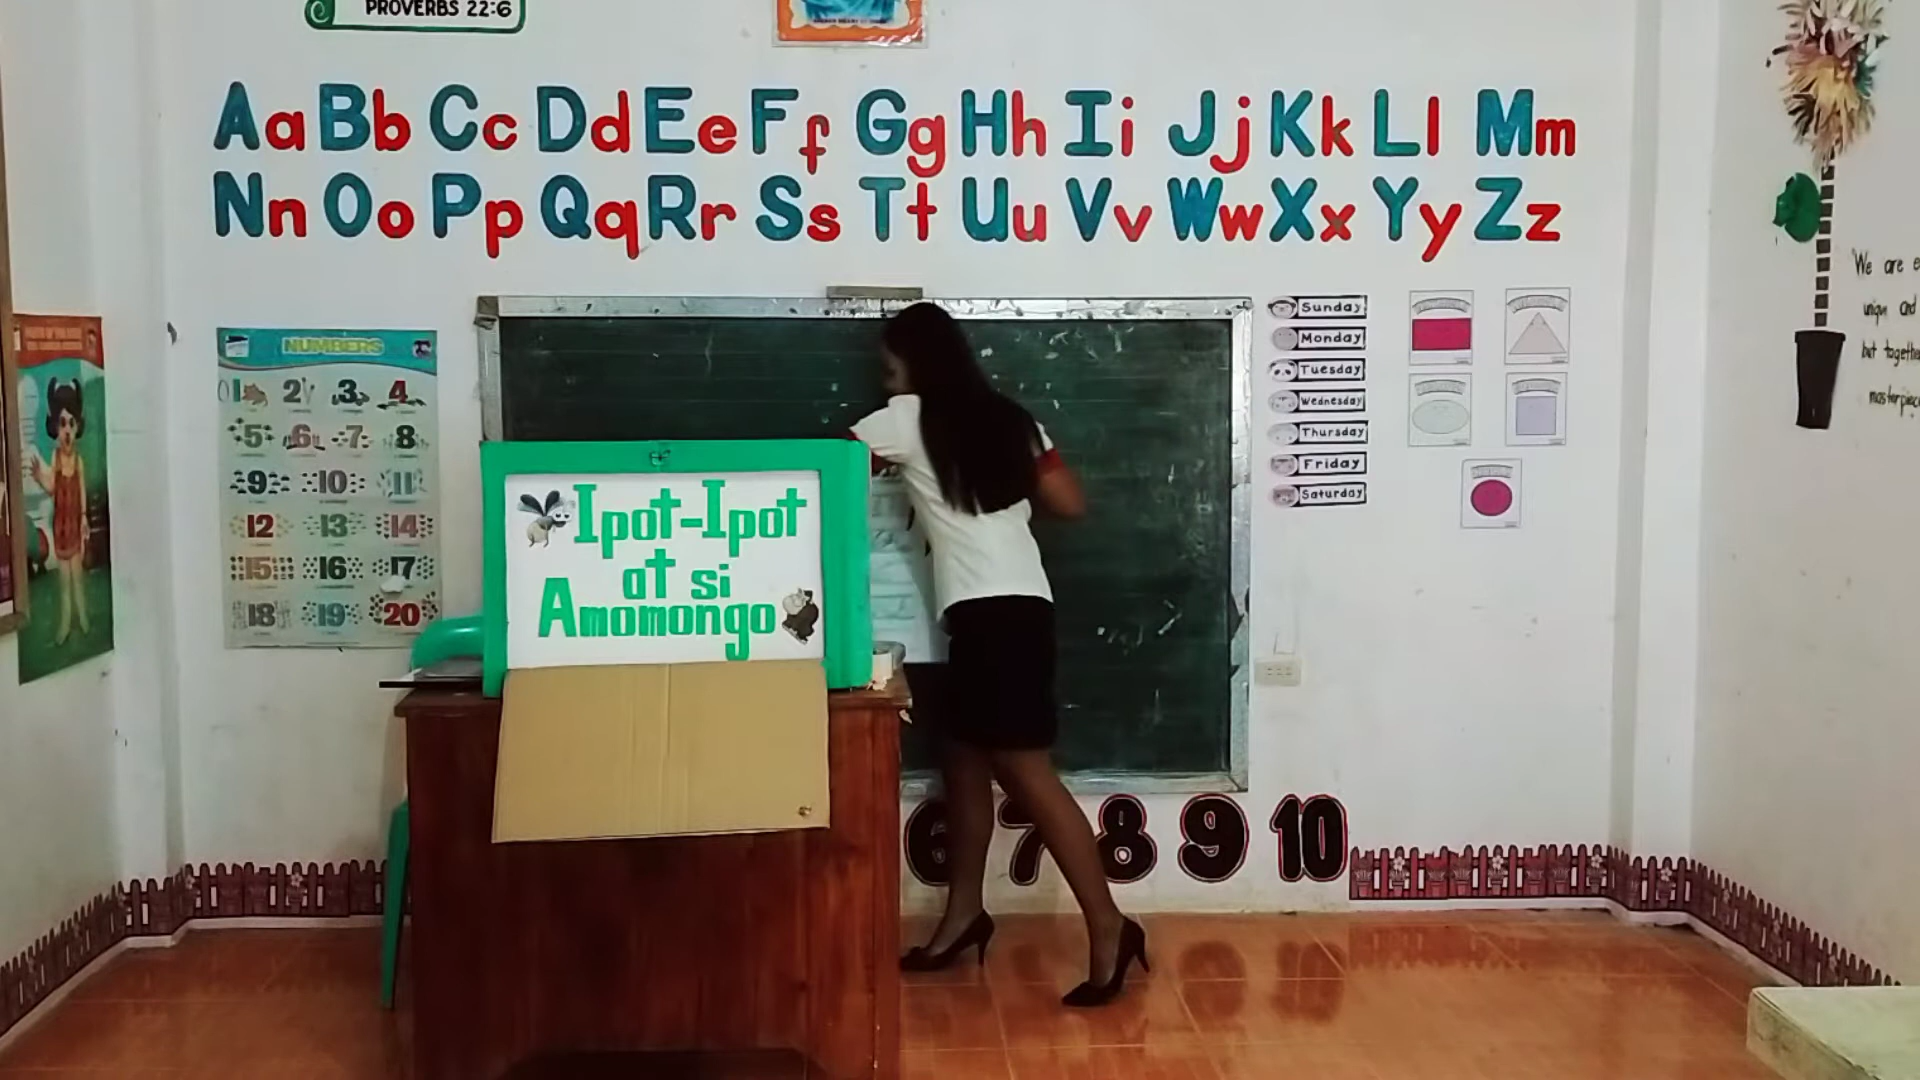 PROVERBS 22:6
Aa Bb Cc Dd Ee Ff Gg Hh Ii Jj Kk Ll Mm
Nn Oo Pp Qq Rr Ss Tt Uu Vv Ww Xx Yy Zz
NUMBERS
1 2 3 4
5 6 7 8
9 10 11
12 13 14
15 16 17
18 19 20
Ipot-Ipot
at si
Amomongo
Sunday
Monday
Tuesday
Wednesday
Thursday
Friday
Saturday
We are
and
but
6 7 8 9 10